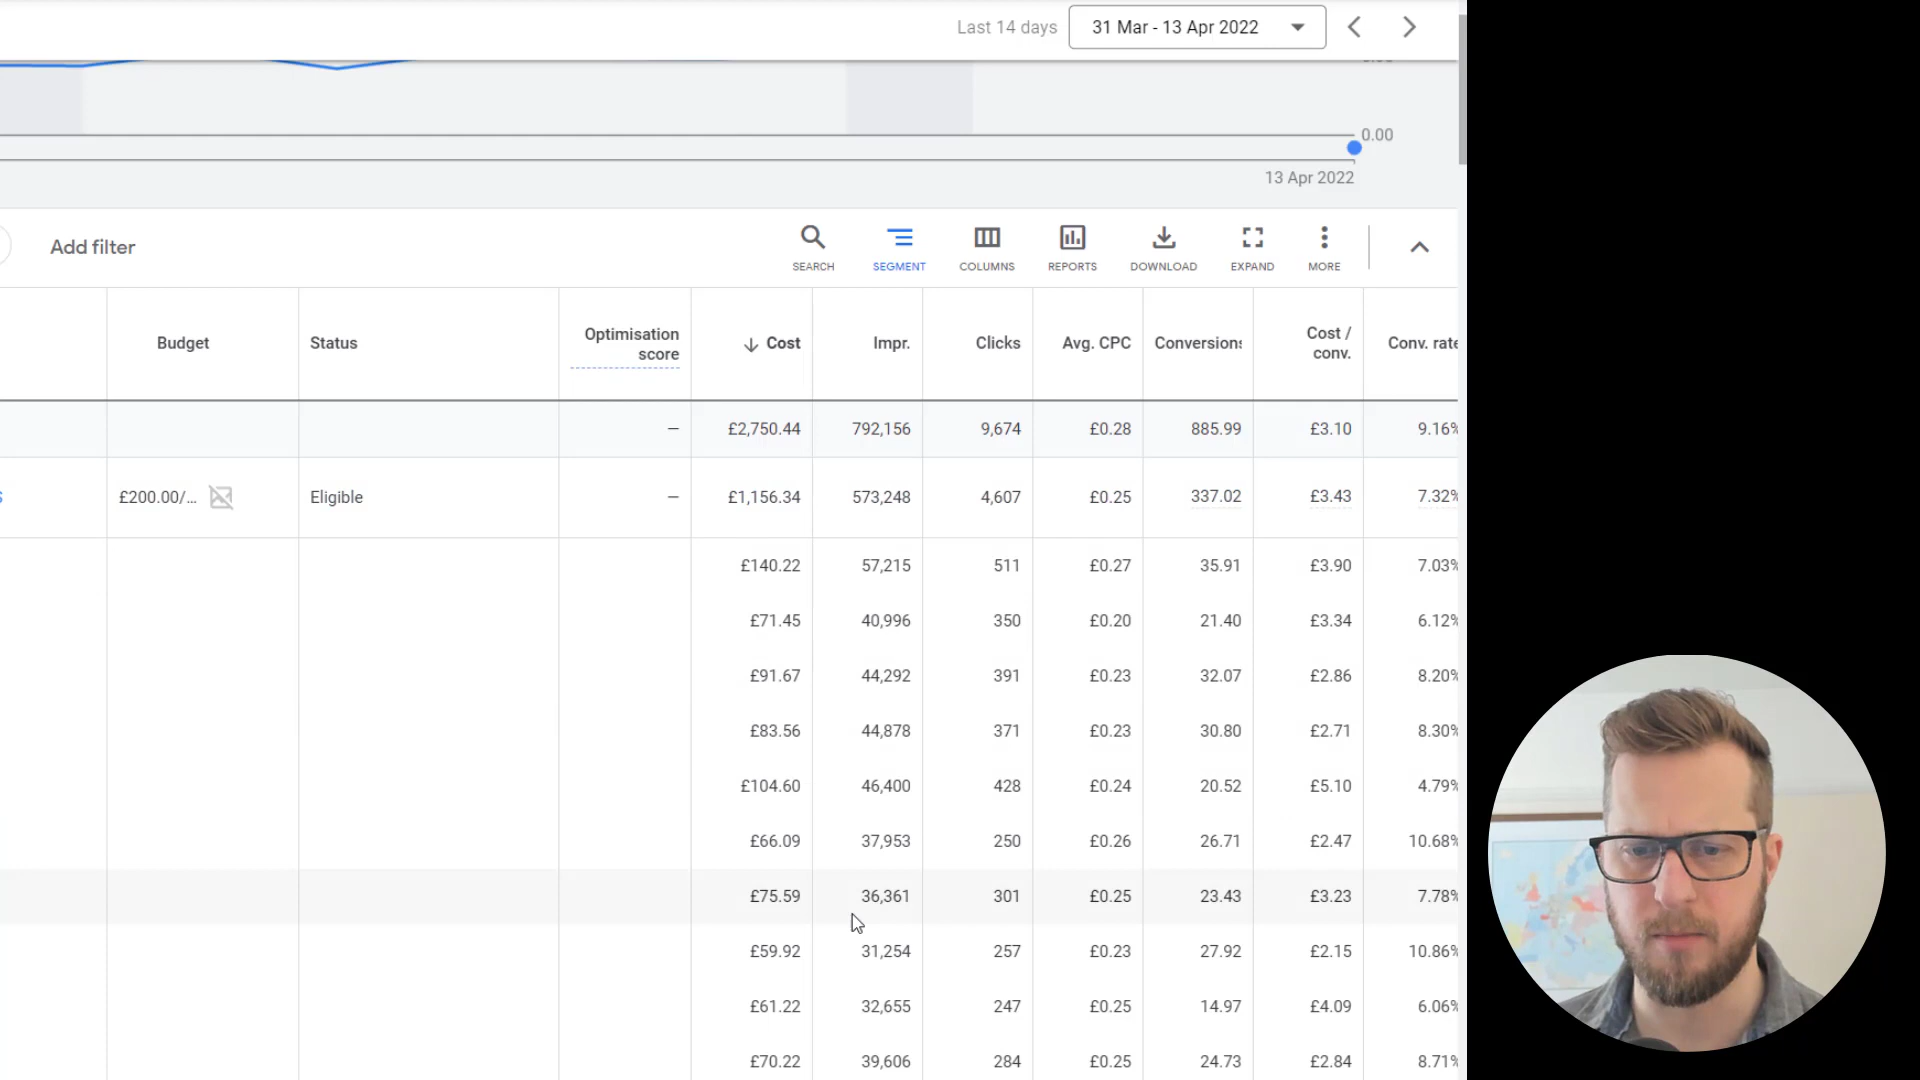 Last 14 days 31 Mar - 13 Apr 2022
0.00
13 Apr 2022
Add filter
SEARCH SEGMENT COLUMNS REPORTS DOWNLOAD EXPAND MORE
Budget Status Optimisation score Cost Impr. Clicks Avg. CPC Conversions Cost / conv. Conv. rate
— £2,750.44 792,156 9,674 £0.28 885.99 £3.10 9.16%
£200.00/... Eligible — £1,156.34 573,248 4,607 £0.25 337.02 £3.43 7.32%
£140.22 57,215 511 £0.27 35.91 £3.90 7.03%
£71.45 40,996 350 £0.20 21.40 £3.34 6.12%
£91.67 44,292 391 £0.23 32.07 £2.86 8.20%
£83.56 44,878 371 £0.23 30.80 £2.71 8.30%
£104.60 46,400 428 £0.24 20.52 £5.10 4.79%
£66.09 37,953 250 £0.26 26.71 £2.47 10.68%
£75.59 36,361 301 £0.25 23.43 £3.23 7.78%
£59.92 31,254 257 £0.23 27.92 £2.15 10.86%
£61.22 32,655 247 £0.25 14.97 £4.09 6.06%
£70.22 39,606 284 £0.25 24.73 £2.84 8.71%